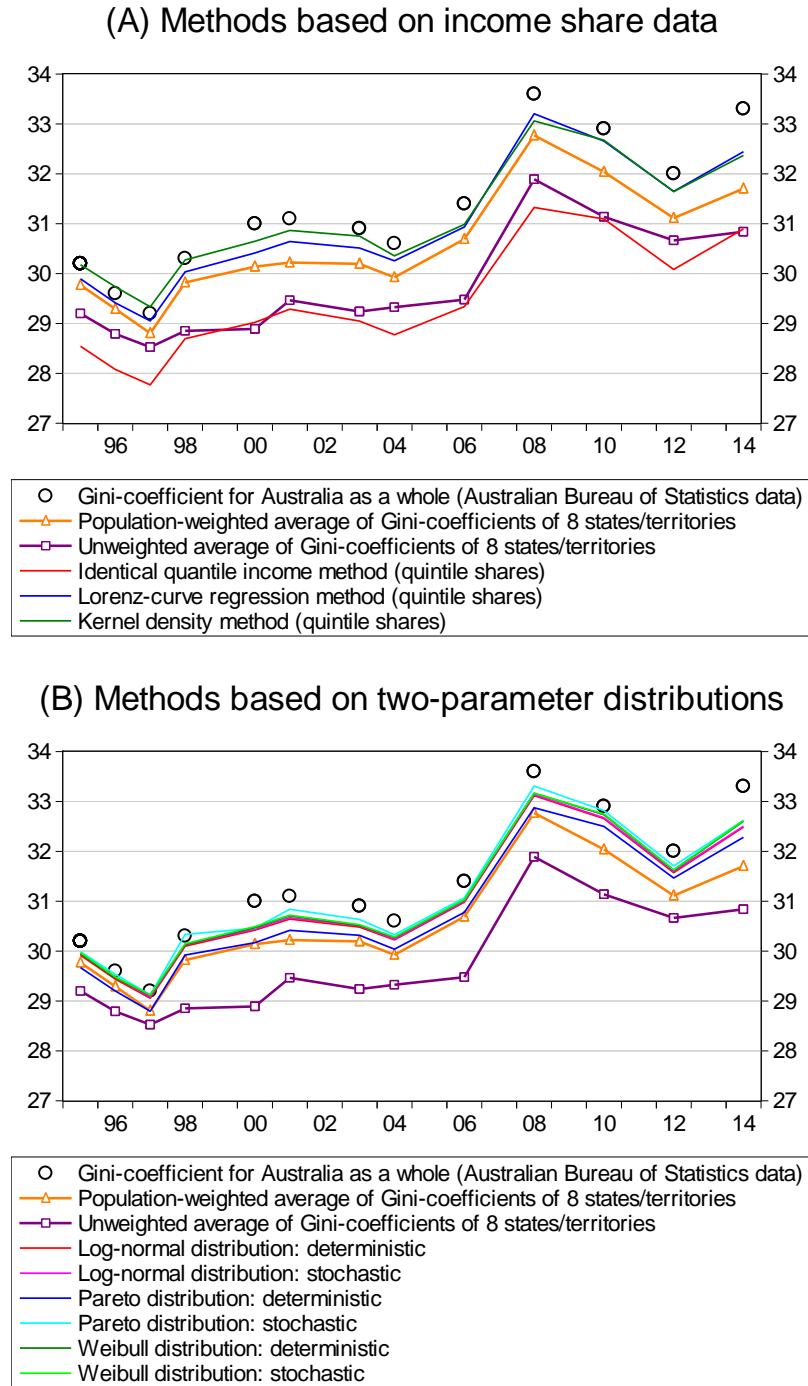 (A) Methods based on income share data
34 34
33 33
32 32
31 31
30 30
29 29
28 28
27 27
96 98 00 02 04 06 08 10 12 14
Gini-coefficient for Australia as a whole (Australian Bureau of Statistics data)
Population-weighted average of Gini-coefficients of 8 states/territories
Unweighted average of Gini-coefficients of 8 states/territories
Identical quantile income method (quintile shares)
Lorenz-curve regression method (quintile shares)
Kernel density method (quintile shares)
(B) Methods based on two-parameter distributions
34 34
33 33
32 32
31 31
30 30
29 29
28 28
27 27
96 98 00 02 04 06 08 10 12 14
Gini-coefficient for Australia as a whole (Australian Bureau of Statistics data)
Population-weighted average of Gini-coefficients of 8 states/territories
Unweighted average of Gini-coefficients of 8 states/territories
Log-normal distribution: deterministic
Log-normal distribution: stochastic
Pareto distribution: deterministic
Pareto distribution: stochastic
Weibull distribution: deterministic
Weibull distribution: stochastic